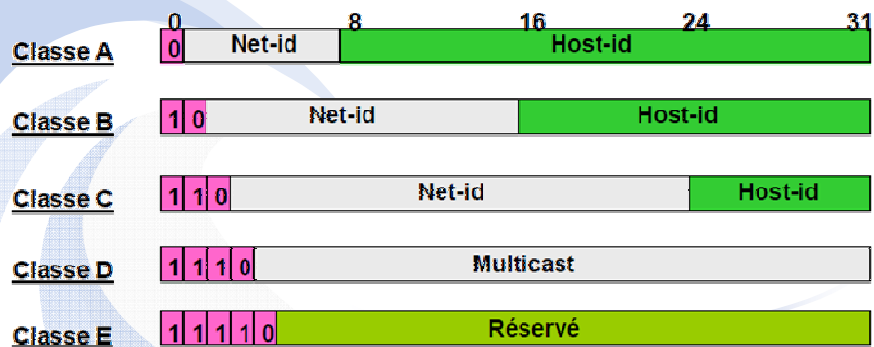 0 8 16 24 31
Classe A 0 Net-id Host-id
Classe B 1 0 Net-id Host-id
Classe C 1 1 0 Net-id Host-id
Classe D 1 1 1 0 Multicast
Classe E 1 1 1 1 0 Réservé